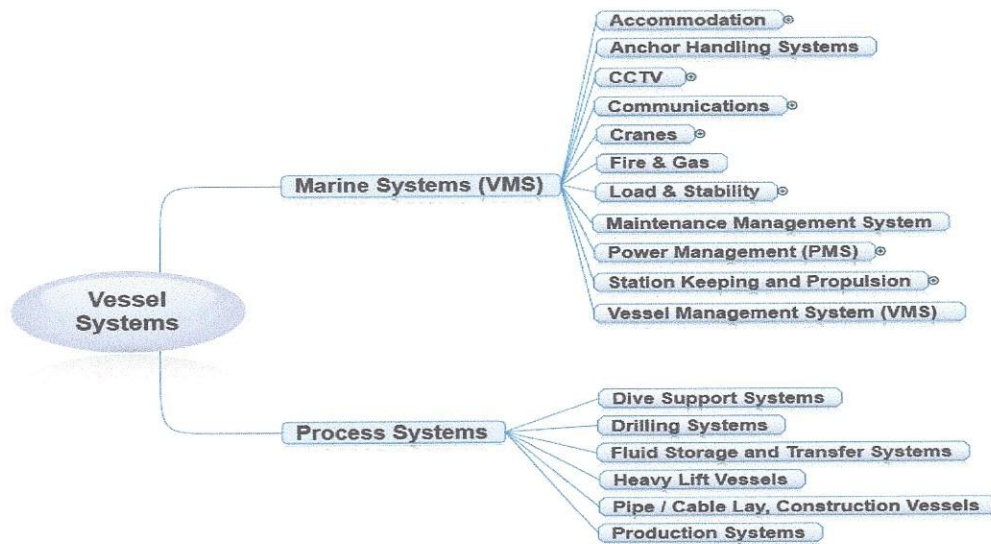 Accommodation
Anchor Handling Systems
CCTV
Communications
Cranes
Fire & Gas
Marine Systems (VMS)
Load & Stability
Maintenance Management System
Power Management (PMS)
Station Keeping and Propulsion
Vessel
Systems
Vessel Management System (VMS)
Dive Support Systems
Drilling Systems
Process Systems
Fluid Storage and Transfer Systems
Heavy Lift Vessels
Pipe / Cable Lay, Construction Vessels
Production Systems